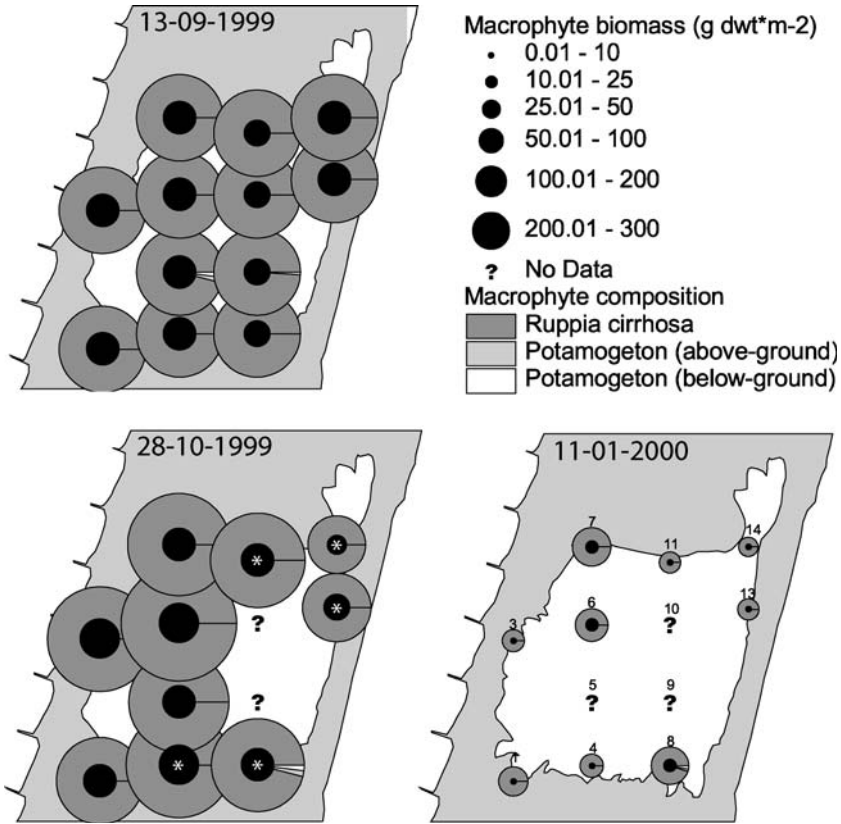 13-09-1999
Macrophyte biomass (g dwt*m-2)
0.01 - 10
10.01 - 25
25.01 - 50
50.01 - 100
100.01 - 200
200.01 - 300
? No Data
Macrophyte composition
Ruppia cirrhosa
Potamogeton (above-ground)
Potamogeton (below-ground)
28-10-1999
*
*
*
?
?
*
*
11-01-2000
7
11
14
6
10
13
?
3
5
9
?
?
4
8
1